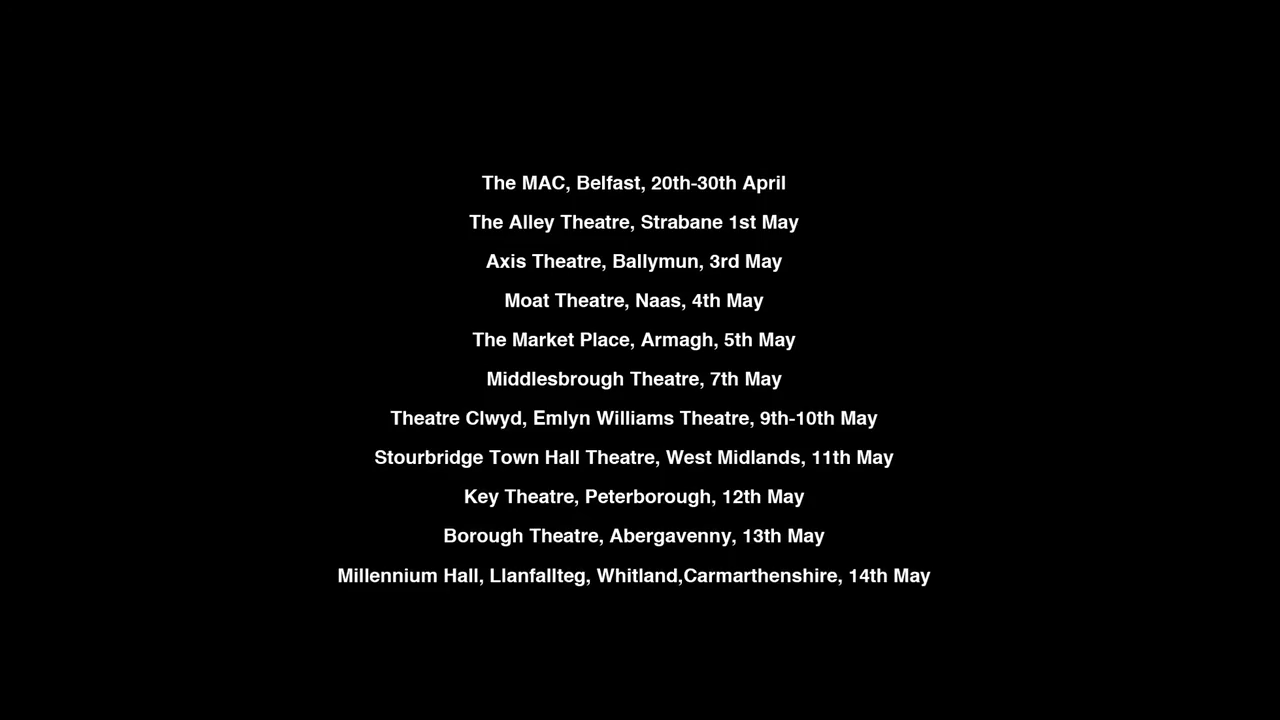 The MAC, Belfast, 20th-30th April
The Alley Theatre, Strabane 1st May
Axis Theatre, Ballymun, 3rd May
Moat Theatre, Naas, 4th May
The Market Place, Armagh, 5th May
Middlesbrough Theatre, 7th May
Theatre Clwyd, Emlyn Williams Theatre, 9th-10th May
Stourbridge Town Hall Theatre, West Midlands, 11th May
Key Theatre, Peterborough, 12th May
Borough Theatre, Abergavenny, 13th May
Millennium Hall, Llanfallteg, Whitland,Carmarthenshire, 14th May